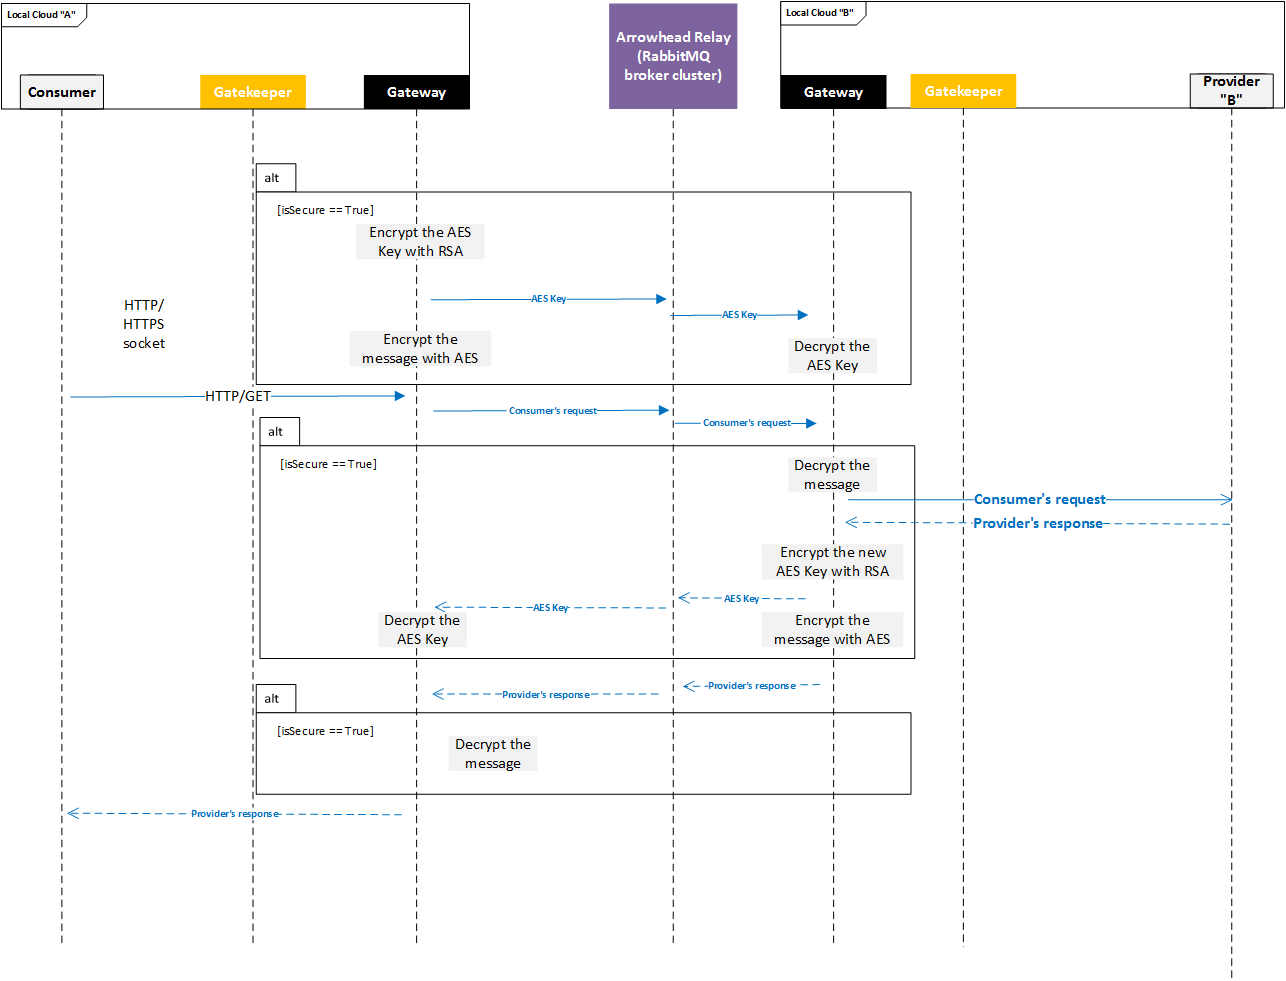 Local Cloud "A"
Local Cloud "B"
Arrowhead Relay
(RabbitMQ
broker cluster)
Consumer
Gatekeeper
Gateway
Gateway
Gatekeeper
Provider
"B"
alt
[isSecure == True]
Encrypt the AES
Key with RSA
HTTP/
HTTPS
socket
AES Key
AES Key
Encrypt the
message with AES
Decrypt the
AES Key
HTTP/GET
Consumer's request
Consumer's request
alt
[isSecure == True]
Decrypt the
message
Consumer's request
Provider's response
Encrypt the new
AES Key with RSA
AES Key
AES Key
Decrypt the
AES Key
Encrypt the
message with AES
Provider's response
Provider's response
alt
[isSecure == True]
Decrypt the
message
Provider's response